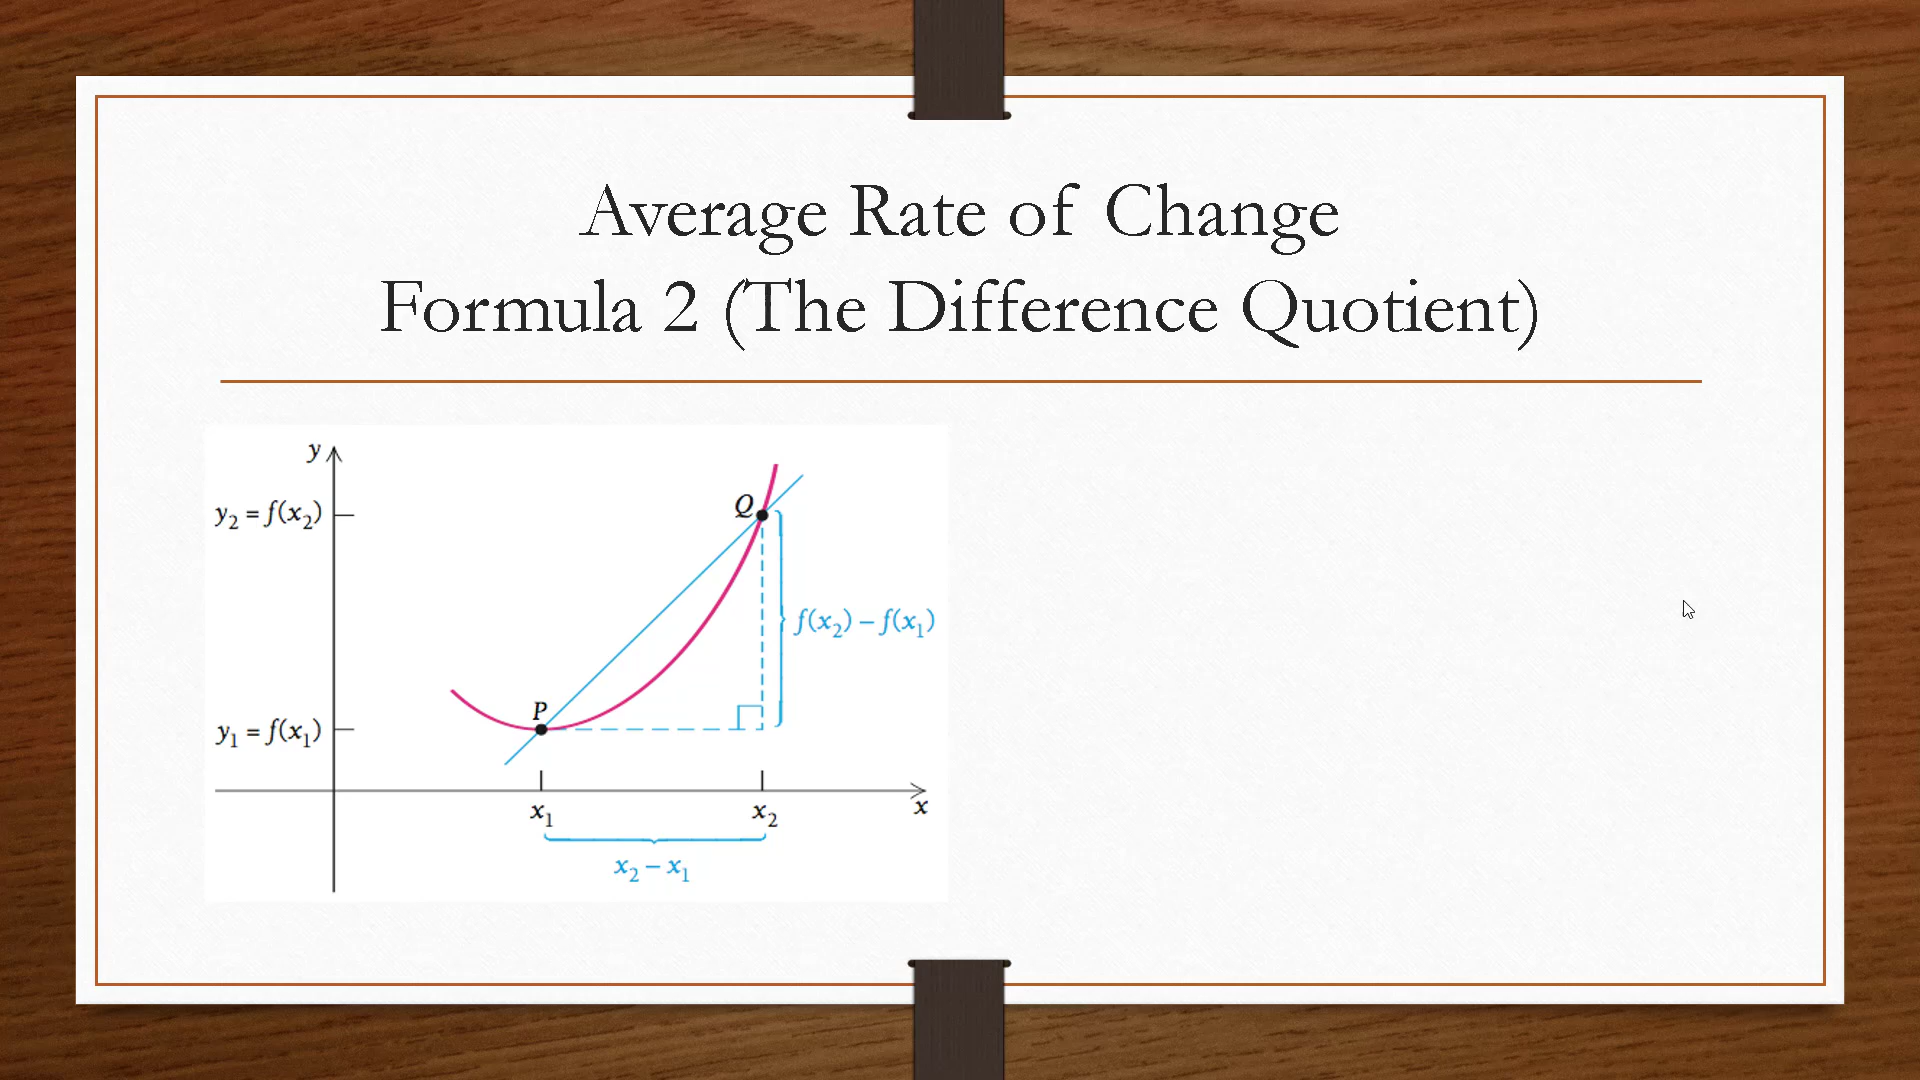 Average Rate of Change
Formula 2 (The Difference Quotient)
y
y₂ = f(x₂)
Q
f(x₂) – f(x₁)
P
y₁ = f(x₁)
x₁ x₂ x
x₂ – x₁